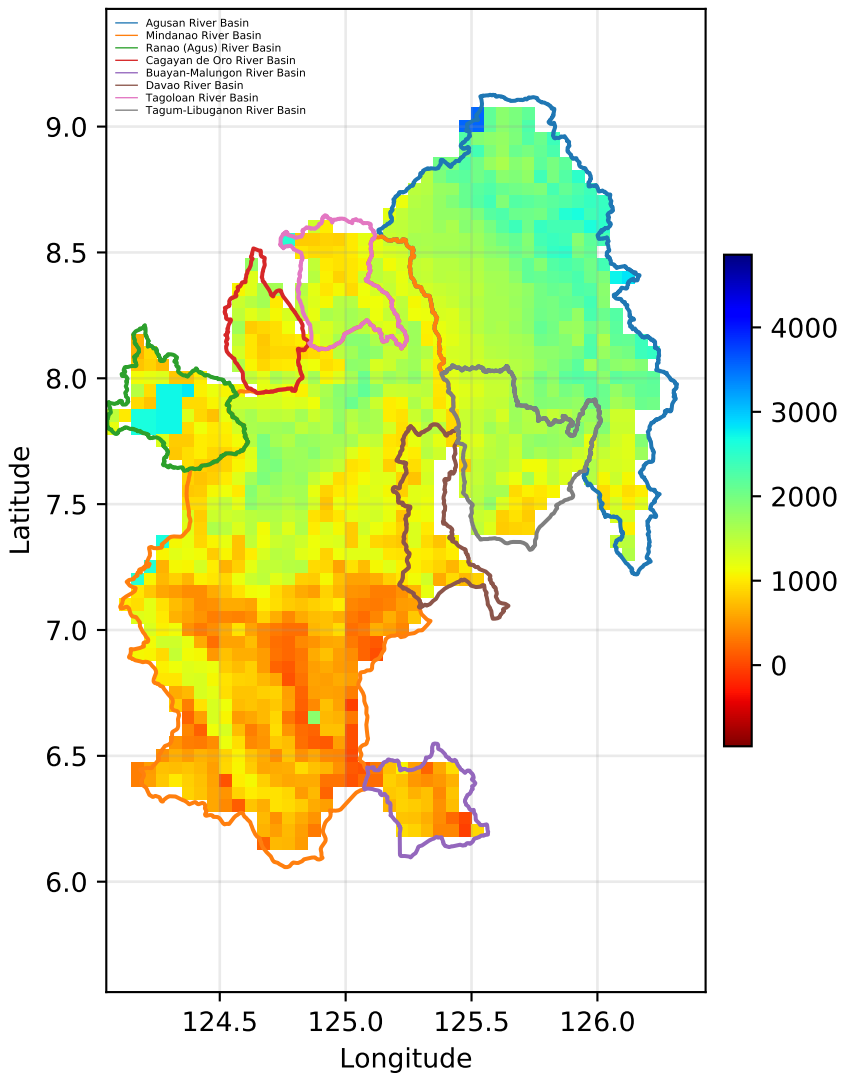 Agusan River Basin
Mindanao River Basin
Ranao (Agus) River Basin
Cagayan de Oro River Basin
Buayan-Malungon River Basin
Davao River Basin
Tagoloan River Basin
Tagum-Libuganon River Basin
9.0
8.5
8.0
7.5
7.0
6.5
6.0
Latitude
124.5 125.0 125.5 126.0
Longitude
4000
3000
2000
1000
0